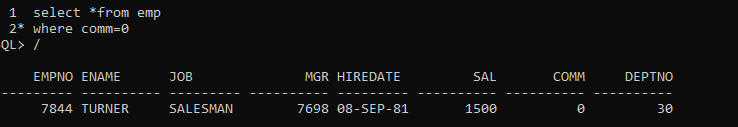 1  select *from emp
2* where comm=0
QL> /
EMPNO ENAME      JOB              MGR HIREDATE         SAL       COMM     DEPTNO
--------- ---------- --------- ---------- --------- ---------- ---------- ----------
7844 TURNER     SALESMAN        7698 08-SEP-81       1500          0         30